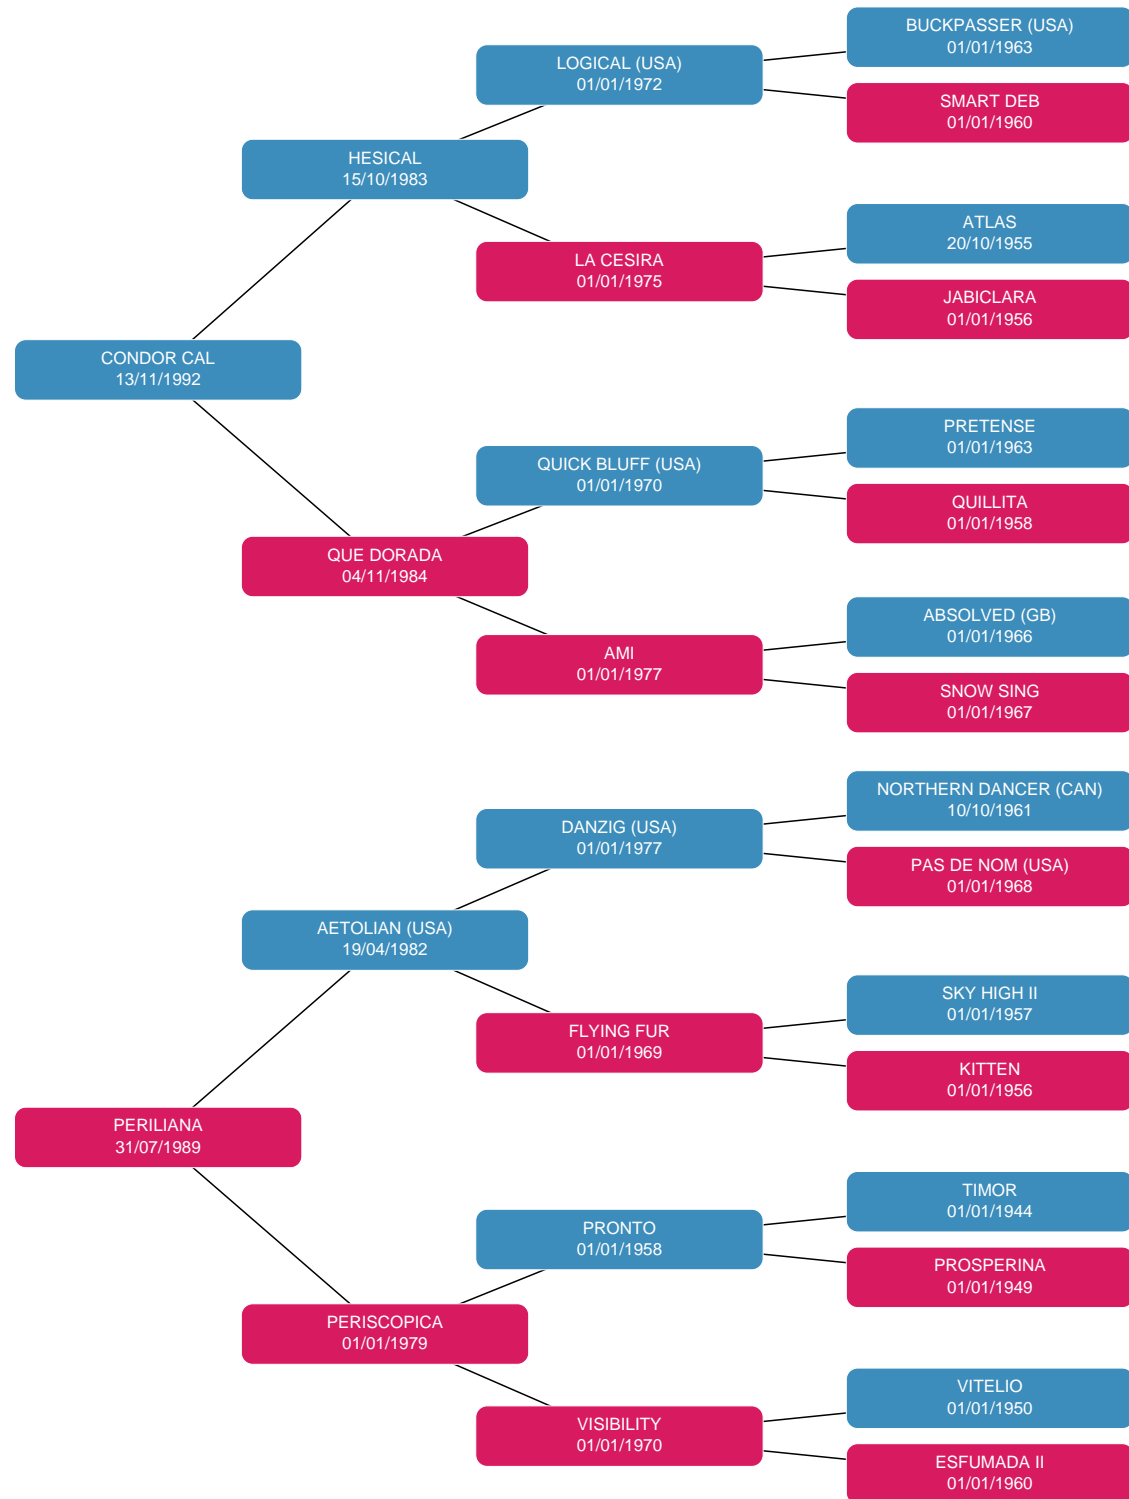 BUCKPASSER (USA)
01/01/1963
LOGICAL (USA)
01/01/1972
SMART DEB
01/01/1960
HESICAL
15/10/1983
ATLAS
20/10/1955
LA CESIRA
01/01/1975
JABICLARA
01/01/1956
CONDOR CAL
13/11/1992
PRETENSE
01/01/1963
QUICK BLUFF (USA)
01/01/1970
QUILLITA
01/01/1958
QUE DORADA
04/11/1984
ABSOLVED (GB)
01/01/1966
AMI
01/01/1977
SNOW SING
01/01/1967
NORTHERN DANCER (CAN)
10/10/1961
DANZIG (USA)
01/01/1977
PAS DE NOM (USA)
01/01/1968
AETOLIAN (USA)
19/04/1982
SKY HIGH II
01/01/1957
FLYING FUR
01/01/1969
KITTEN
01/01/1956
PERILIANA
31/07/1989
TIMOR
01/01/1944
PRONTO
01/01/1958
PROSPERINA
01/01/1949
PERISCOPICA
01/01/1979
VITELIO
01/01/1950
VISIBILITY
01/01/1970
ESFUMADA II
01/01/1960